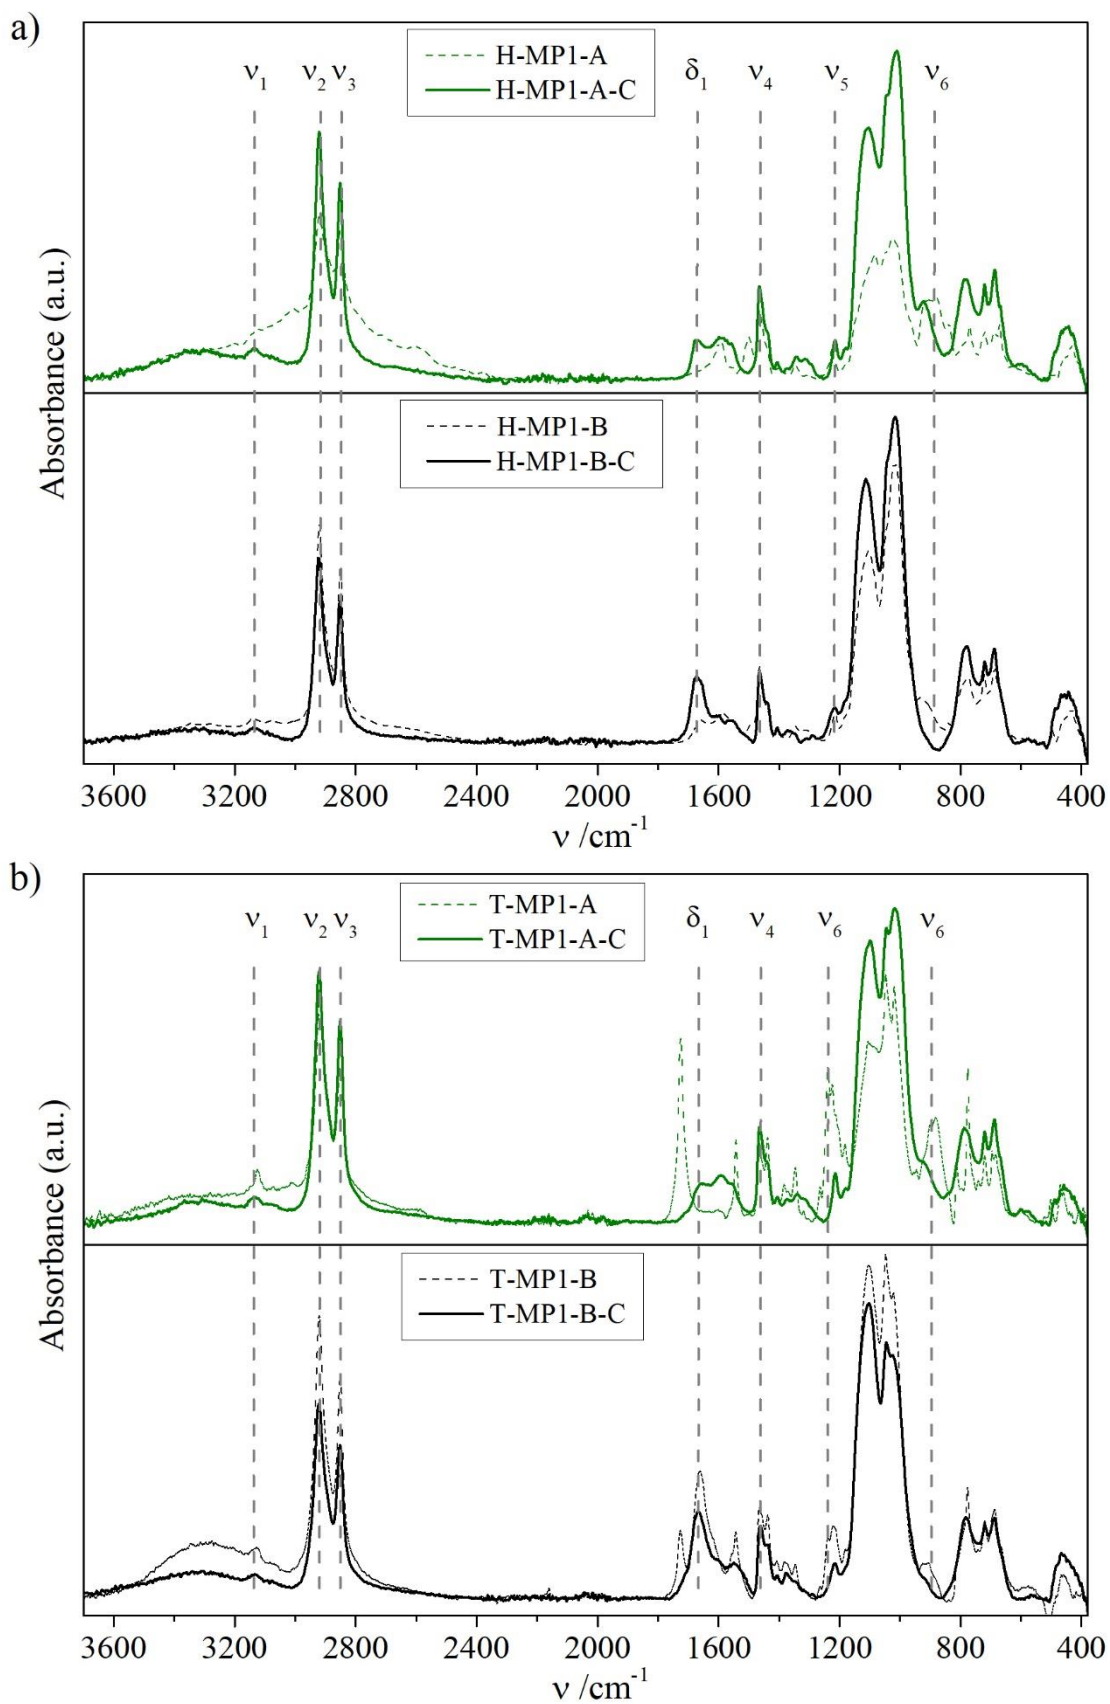 a)
H-MP1-A
H-MP1-A-C
ν₁ ν₂ ν₃ δ₁ ν₄ ν₅ ν₆
H-MP1-B
H-MP1-B-C
Absorbance (a.u.)
3600 3200 2800 2400 2000 1600 1200 800 400
ν /cm⁻¹
b)
T-MP1-A
T-MP1-A-C
ν₁ ν₂ ν₃ δ₁ ν₄ ν₆ ν₆
T-MP1-B
T-MP1-B-C
Absorbance (a.u.)
3600 3200 2800 2400 2000 1600 1200 800 400
ν /cm⁻¹